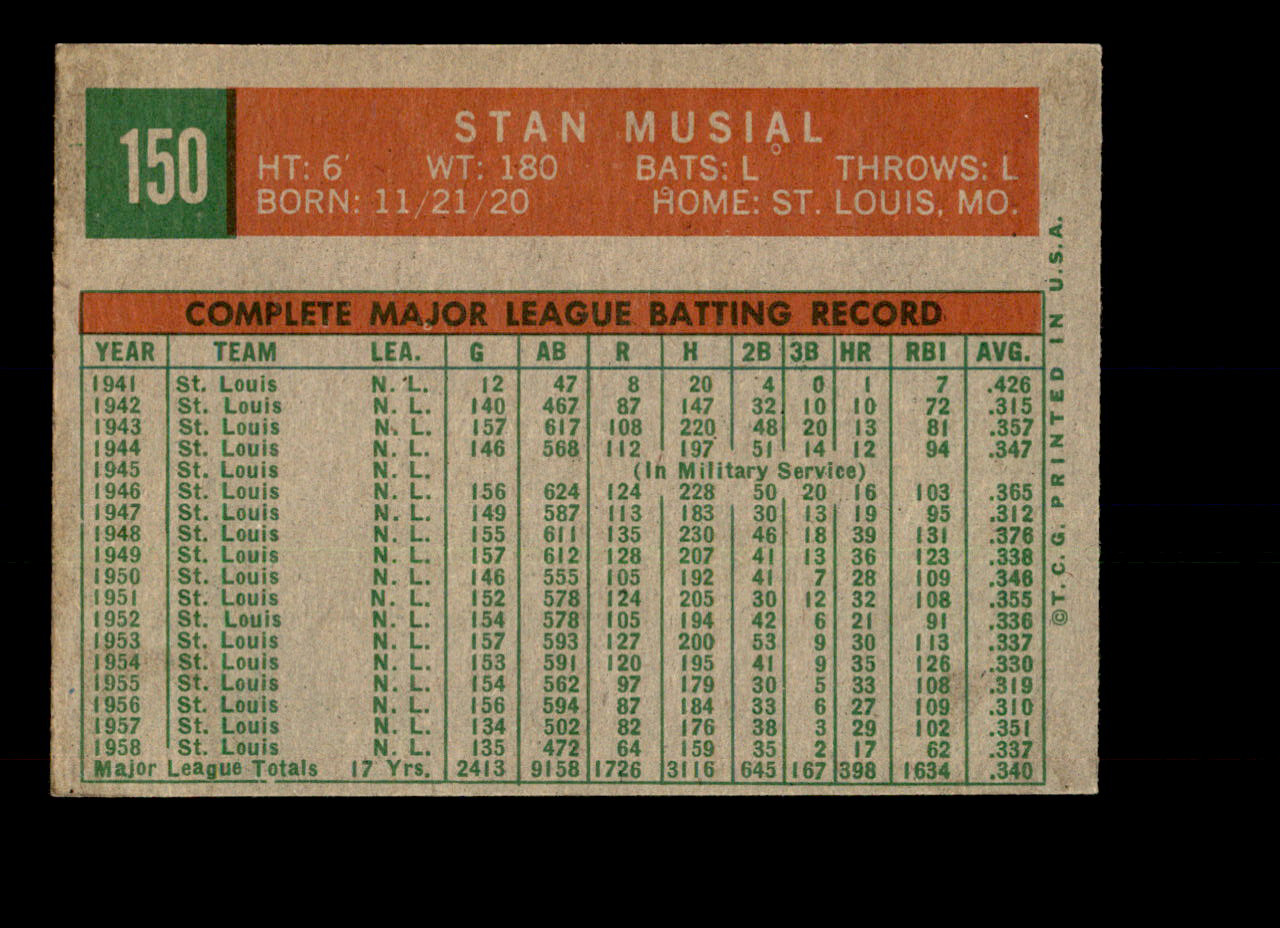 150
STAN MUSIAL
HT: 6' WT: 180 BATS: L THROWS: L
BORN: 11/21/20 HOME: ST. LOUIS, MO.
COMPLETE MAJOR LEAGUE BATTING RECORD
YEAR TEAM LEA. G AB R H 2B 3B HR RBI AVG.
1941 St. Louis N. L. 12 47 8 20 4 0 1 7 .426
1942 St. Louis N. L. 140 467 87 147 32 10 10 72 .315
1943 St. Louis N. L. 157 617 108 220 48 20 13 81 .357
1944 St. Louis N. L. 146 568 112 197 51 14 12 94 .347
1945 St. Louis N. L. (In Military Service)
1946 St. Louis N. L. 156 624 124 228 50 20 16 103 .365
1947 St. Louis N. L. 149 587 113 183 30 13 19 95 .312
1948 St. Louis N. L. 155 611 135 230 46 18 39 131 .376
1949 St. Louis N. L. 157 612 128 207 41 13 36 123 .338
1950 St. Louis N. L. 146 555 105 192 41 7 28 109 .346
1951 St. Louis N. L. 152 578 124 205 30 12 32 108 .355
1952 St. Louis N. L. 154 578 105 194 42 6 21 91 .336
1953 St. Louis N. L. 157 593 127 200 53 9 30 113 .337
1954 St. Louis N. L. 153 591 120 195 41 9 35 126 .330
1955 St. Louis N. L. 154 562 97 179 30 5 33 108 .319
1956 St. Louis N. L. 156 594 87 184 33 6 27 109 .310
1957 St. Louis N. L. 134 502 82 176 38 3 29 102 .351
1958 St. Louis N. L. 135 472 64 159 35 2 17 62 .337
Major League Totals 17 Yrs. 2413 9158 1726 3116 645 167 398 1634 .340
©T. C. G. PRINTED IN U.S.A.